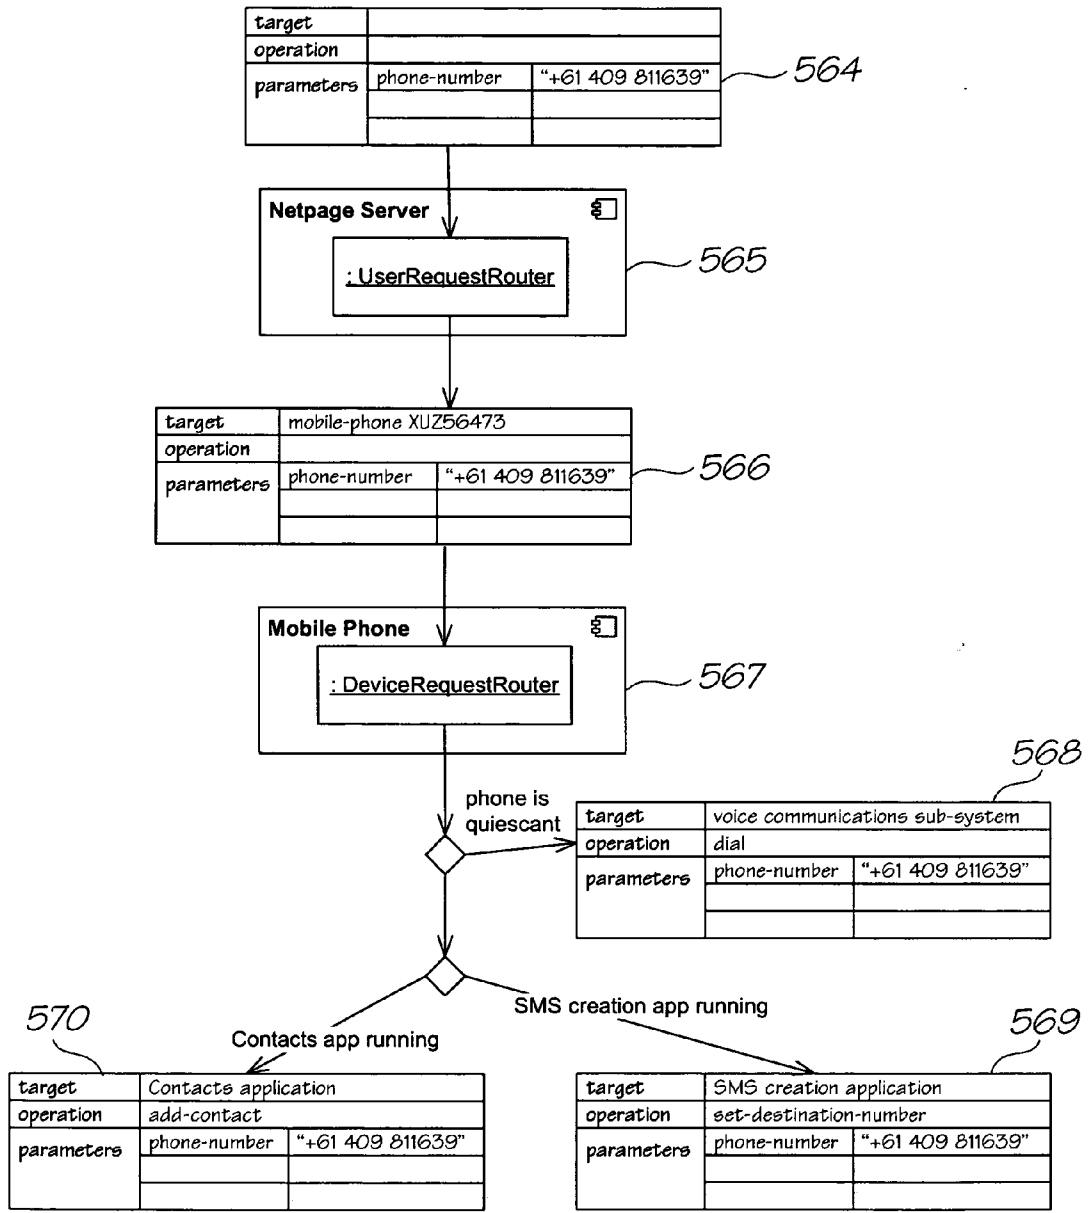 target
operation
parameters phone-number "+61 409 811639"
564
Netpage Server
: UserRequestRouter
565
target mobile-phone XUZ56473
operation
parameters phone-number "+61 409 811639"
566
Mobile Phone
: DeviceRequestRouter
567
phone is
quiescant
568
target voice communications sub-system
operation dial
parameters phone-number "+61 409 811639"
SMS creation app running
Contacts app running
570
target Contacts application
operation add-contact
parameters phone-number "+61 409 811639"
569
target SMS creation application
operation set-destination-number
parameters phone-number "+61 409 811639"